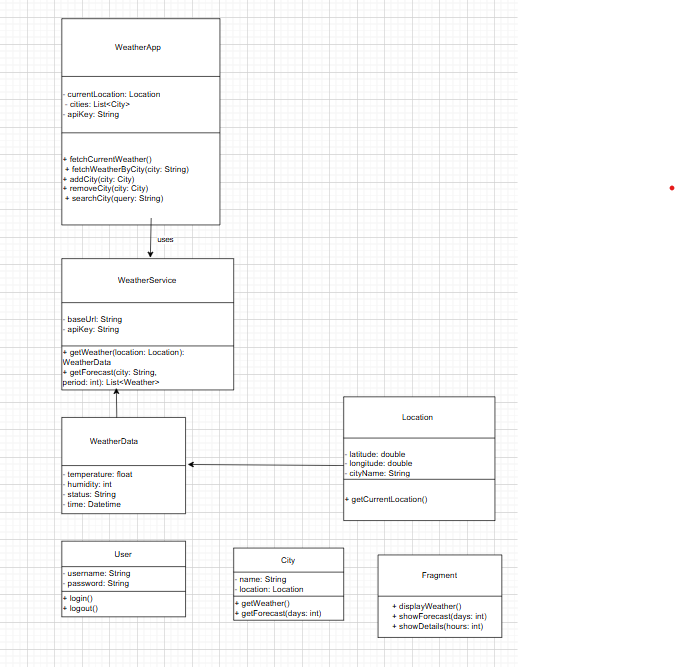 WeatherApp
- currentLocation: Location
- cities: List<City>
- apiKey: String
+ fetchCurrentWeather()
+ fetchWeatherByCity(city: String)
+ addCity(city: City)
+ removeCity(city: City)
+ searchCity(query: String)
uses
WeatherService
- baseUrl: String
- apiKey: String
+ getWeather(location: Location):
WeatherData
+ getForecast(city: String,
period: int): List<Weather>
WeatherData
- temperature: float
- humidity: int
- status: String
- time: Datetime
Location
- latitude: double
- longitude: double
- cityName: String
+ getCurrentLocation()
User
- username: String
- password: String
+ login()
+ logout()
City
- name: String
- location: Location
+ getWeather()
+ getForecast(days: int)
Fragment
+ displayWeather()
+ showForecast(days: int)
+ showDetails(hours: int)